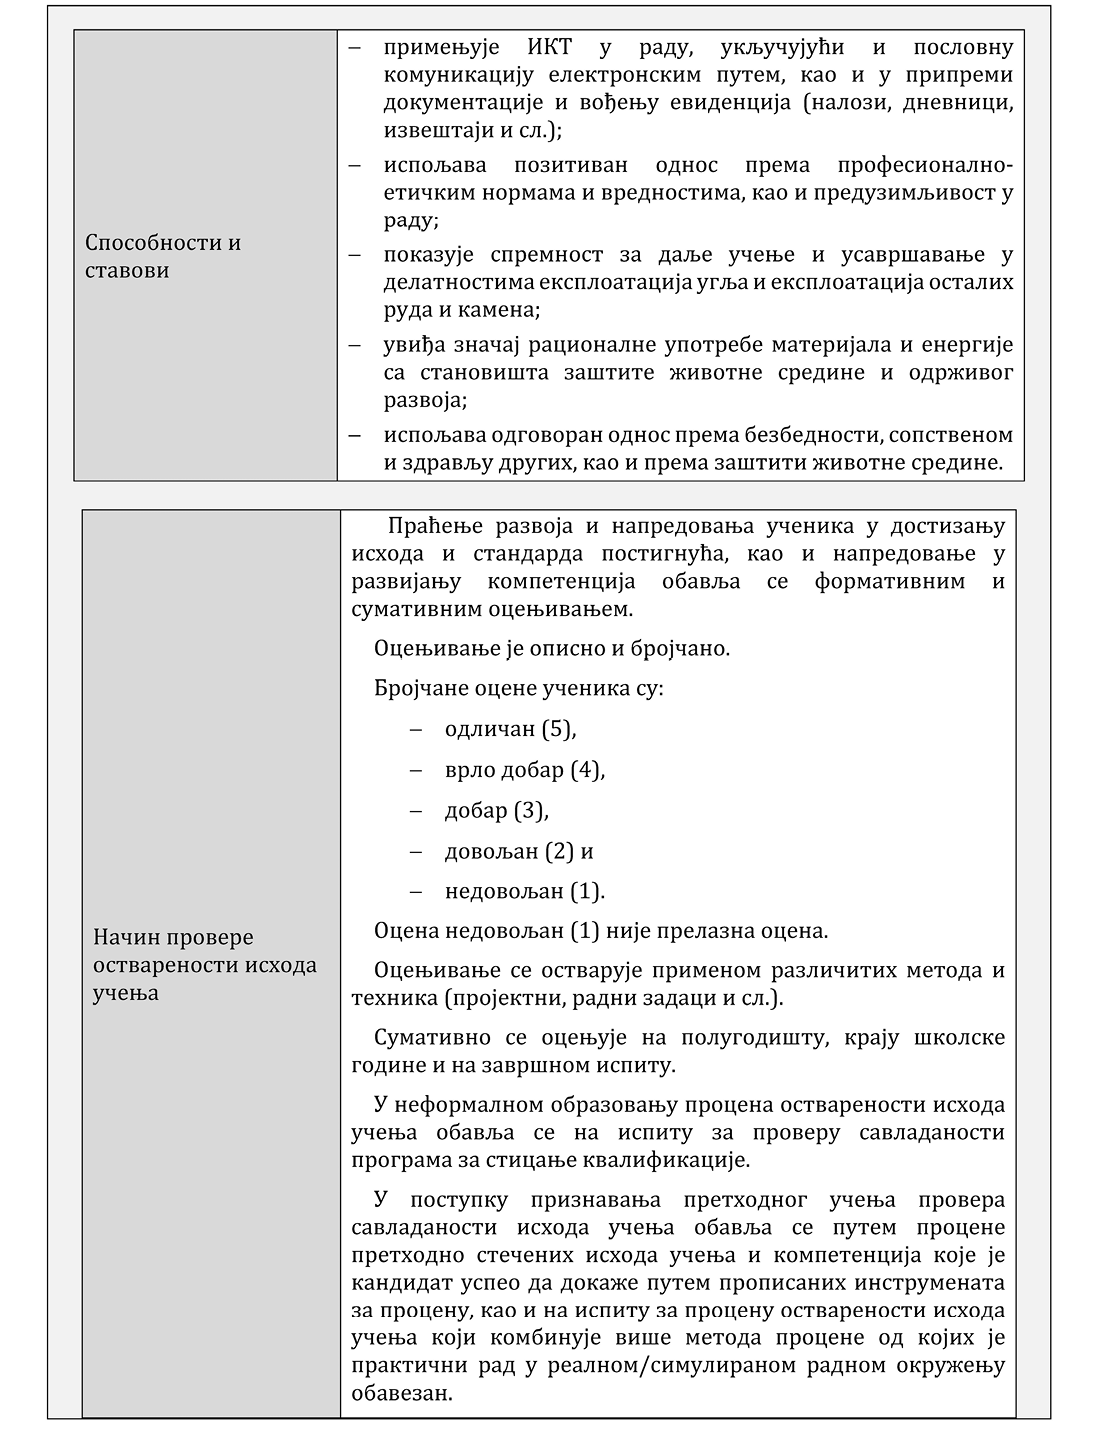 Способности и
ставови
– примењује ИКТ у раду, укључујући и пословну
комуникацију електронским путем, као и у припреми
документације и вођењу евиденција (налози, дневници,
извештаји и сл.);
– испољава позитиван однос према професионално-
етичким нормама и вредностима, као и предузимљивост у
раду;
– показује спремност за даље учење и усавршавање у
делатностима експлоатација угља и експлоатација осталих
руда и камена;
– увиђа значај рационалне употребе материјала и енергије
са становишта заштите животне средине и одрживог
развоја;
– испољава одговоран однос према безбедности, сопственом
и здрављу других, као и према заштити животне средине.
Начин провере
остварености исхода
учења
Праћење развоја и напредовања ученика у достизању
исхода и стандарда постигнућа, као и напредовање у
развијању компетенција обавља се формативним и
сумативним оцењивањем.
Оцењивање је описно и бројчано.
Бројчане оцене ученика су:
– одличан (5),
– врло добар (4),
– добар (3),
– довољан (2) и
– недовољан (1).
Оцена недовољан (1) није прелазна оцена.
Оцењивање се остварује применом различитих метода и
техника (пројектни, радни задаци и сл.).
Сумативно се оцењује на полугодишту, крају школске
године и на завршном испиту.
У неформалном образовању процена остварености исхода
учења обавља се на испиту за проверу савладаности
програма за стицање квалификације.
У поступку признавања претходног учења провера
савладаности исхода учења обавља се путем процене
претходно стечених исхода учења и компетенција које је
кандидат успео да докаже путем прописаних инструмената
за процену, као и на испиту за процену остварености исхода
учења који комбинује више метода процене од којих је
практични рад у реалном/симулираном радном окружењу
обавезан.